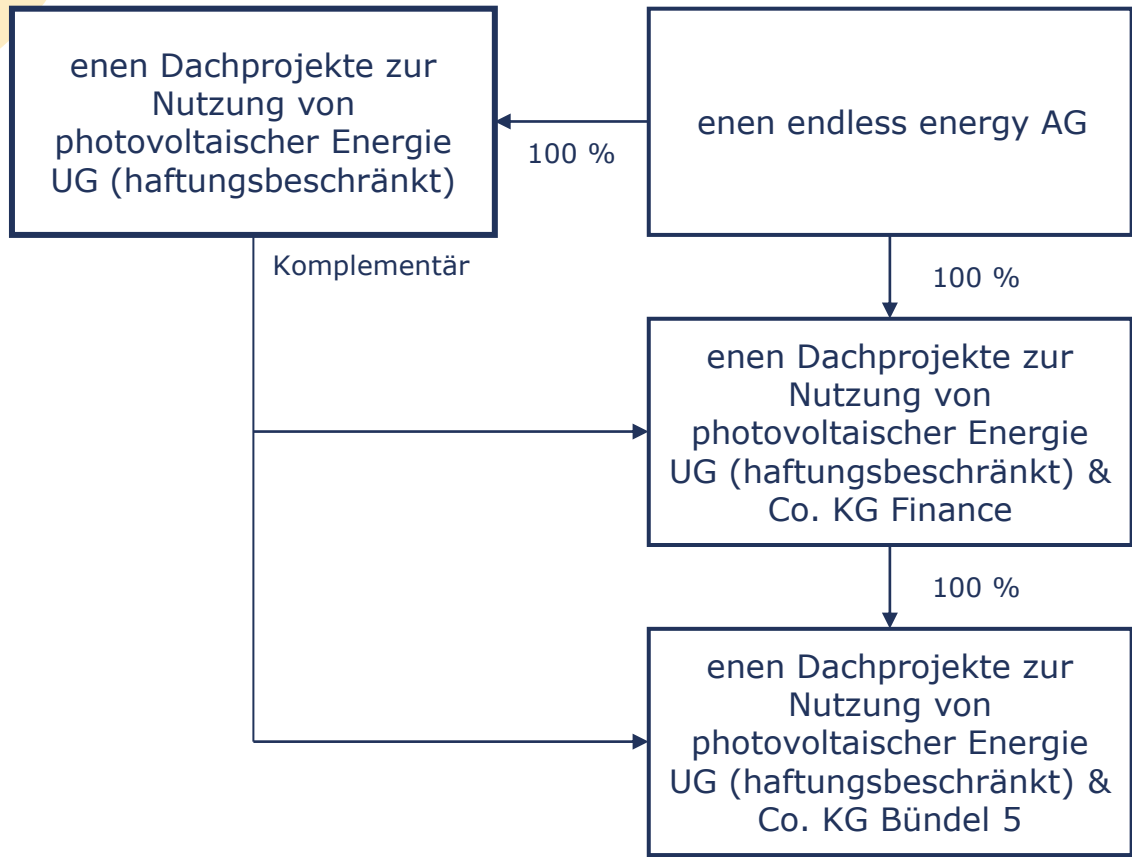 enen Dachprojekte zur
Nutzung von
photovoltaischer Energie
UG (haftungsbeschränkt)
100 %
enen endless energy AG
Komplementär
100 %
enen Dachprojekte zur
Nutzung von
photovoltaischer Energie
UG (haftungsbeschränkt) &
Co. KG Finance
100 %
enen Dachprojekte zur
Nutzung von
photovoltaischer Energie
UG (haftungsbeschränkt) &
Co. KG Bündel 5